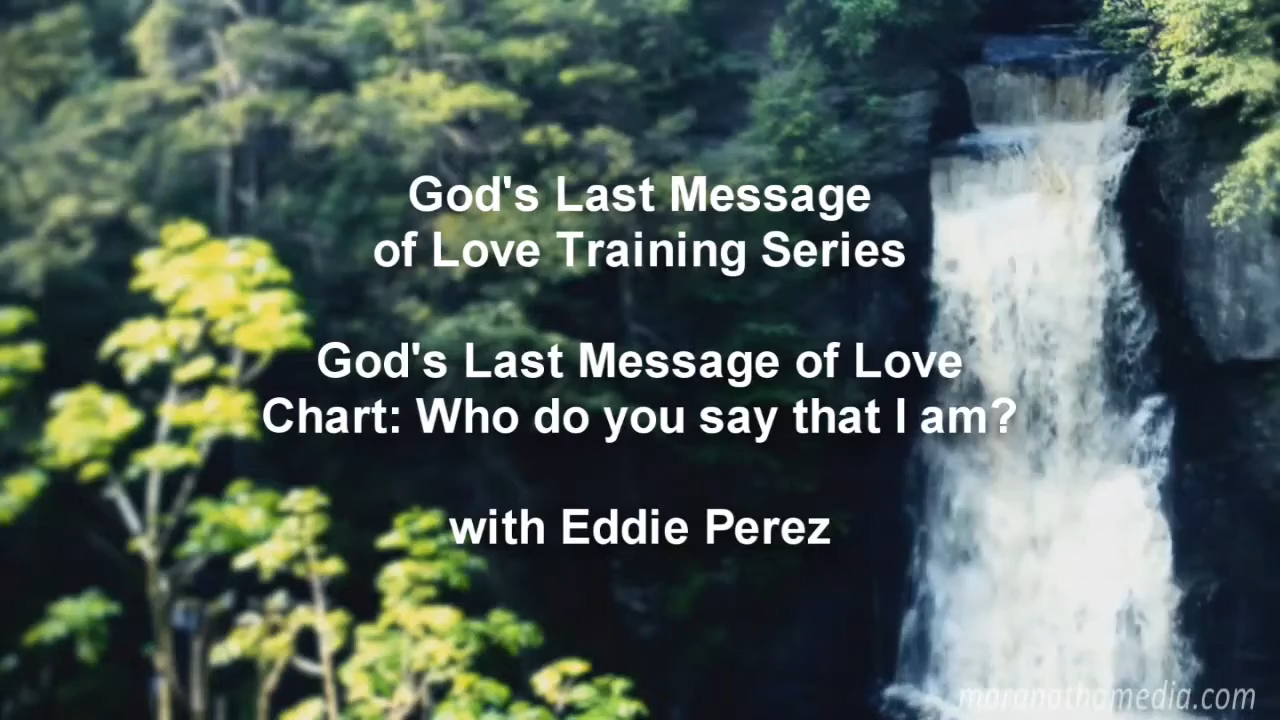 God's Last Message
of Love Training Series
God's Last Message of Love
Chart: Who do you say that I am?
with Eddie Perez
maranathamedia.com